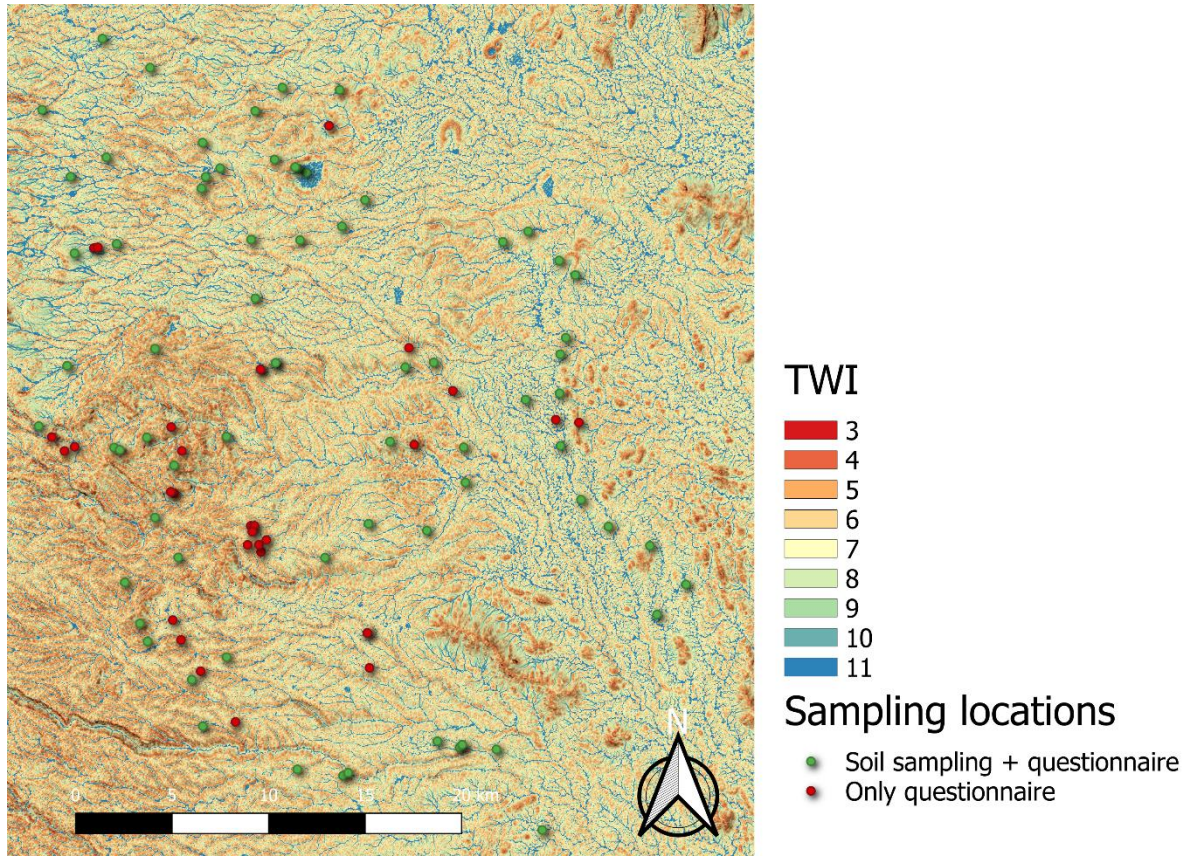 TWI
3
4
5
6
7
8
9
10
11
Sampling locations
Soil sampling + questionnaire
Only questionnaire
N
0 5 10 15 20 km